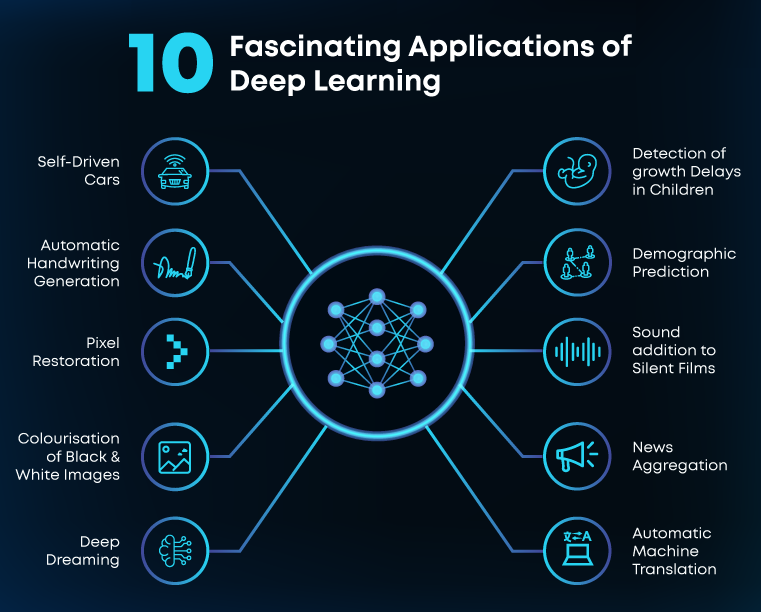 10
Fascinating Applications of
Deep Learning
Self-Driven
Cars
Automatic
Handwriting
Generation
Pixel
Restoration
Colourisation
of Black &
White Images
Deep
Dreaming
Detection of
growth Delays
in Children
Demographic
Prediction
Sound
addition to
Silent Films
News
Aggregation
文 A
Automatic
Machine
Translation